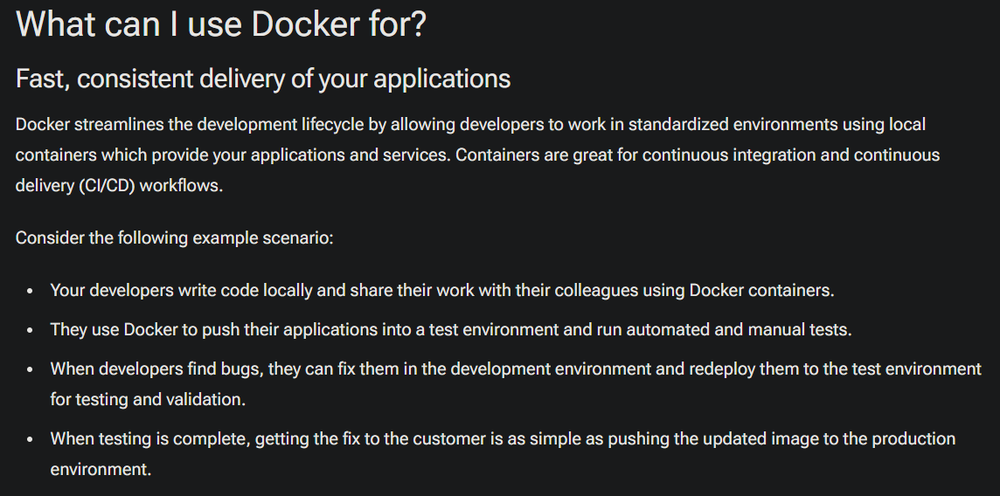 What can I use Docker for?
Fast, consistent delivery of your applications
Docker streamlines the development lifecycle by allowing developers to work in standardized environments using local
containers which provide your applications and services. Containers are great for continuous integration and continuous
delivery (CI/CD) workflows.
Consider the following example scenario:
• Your developers write code locally and share their work with their colleagues using Docker containers.
• They use Docker to push their applications into a test environment and run automated and manual tests.
• When developers find bugs, they can fix them in the development environment and redeploy them to the test environment
for testing and validation.
• When testing is complete, getting the fix to the customer is as simple as pushing the updated image to the production
environment.